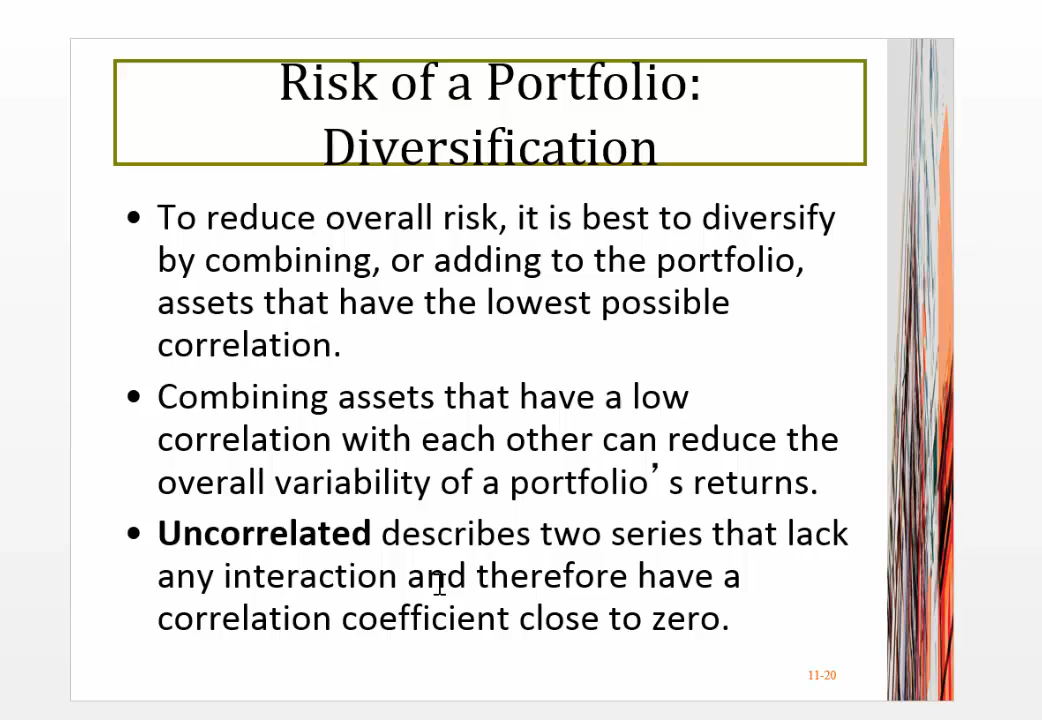 Risk of a Portfolio:
Diversification
• To reduce overall risk, it is best to diversify
by combining, or adding to the portfolio,
assets that have the lowest possible
correlation.
• Combining assets that have a low
correlation with each other can reduce the
overall variability of a portfolio’s returns.
• Uncorrelated describes two series that lack
any interaction and therefore have a
correlation coefficient close to zero.
11-20